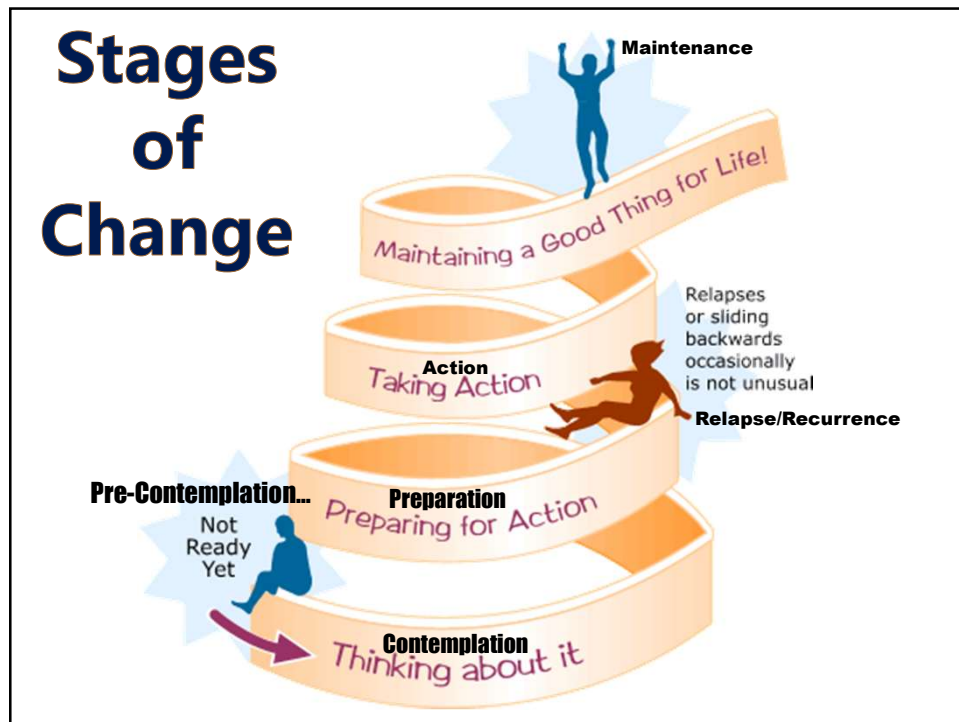 Stages
of
Change
Maintenance
Maintaining a Good Thing for Life!
Relapses
or sliding
backwards
occasionally
is not unusual
Relapse/Recurrence
Action
Taking Action
Pre-Contemplation...
Not
Ready
Yet
Preparation
Preparing for Action
Contemplation
Thinking about it